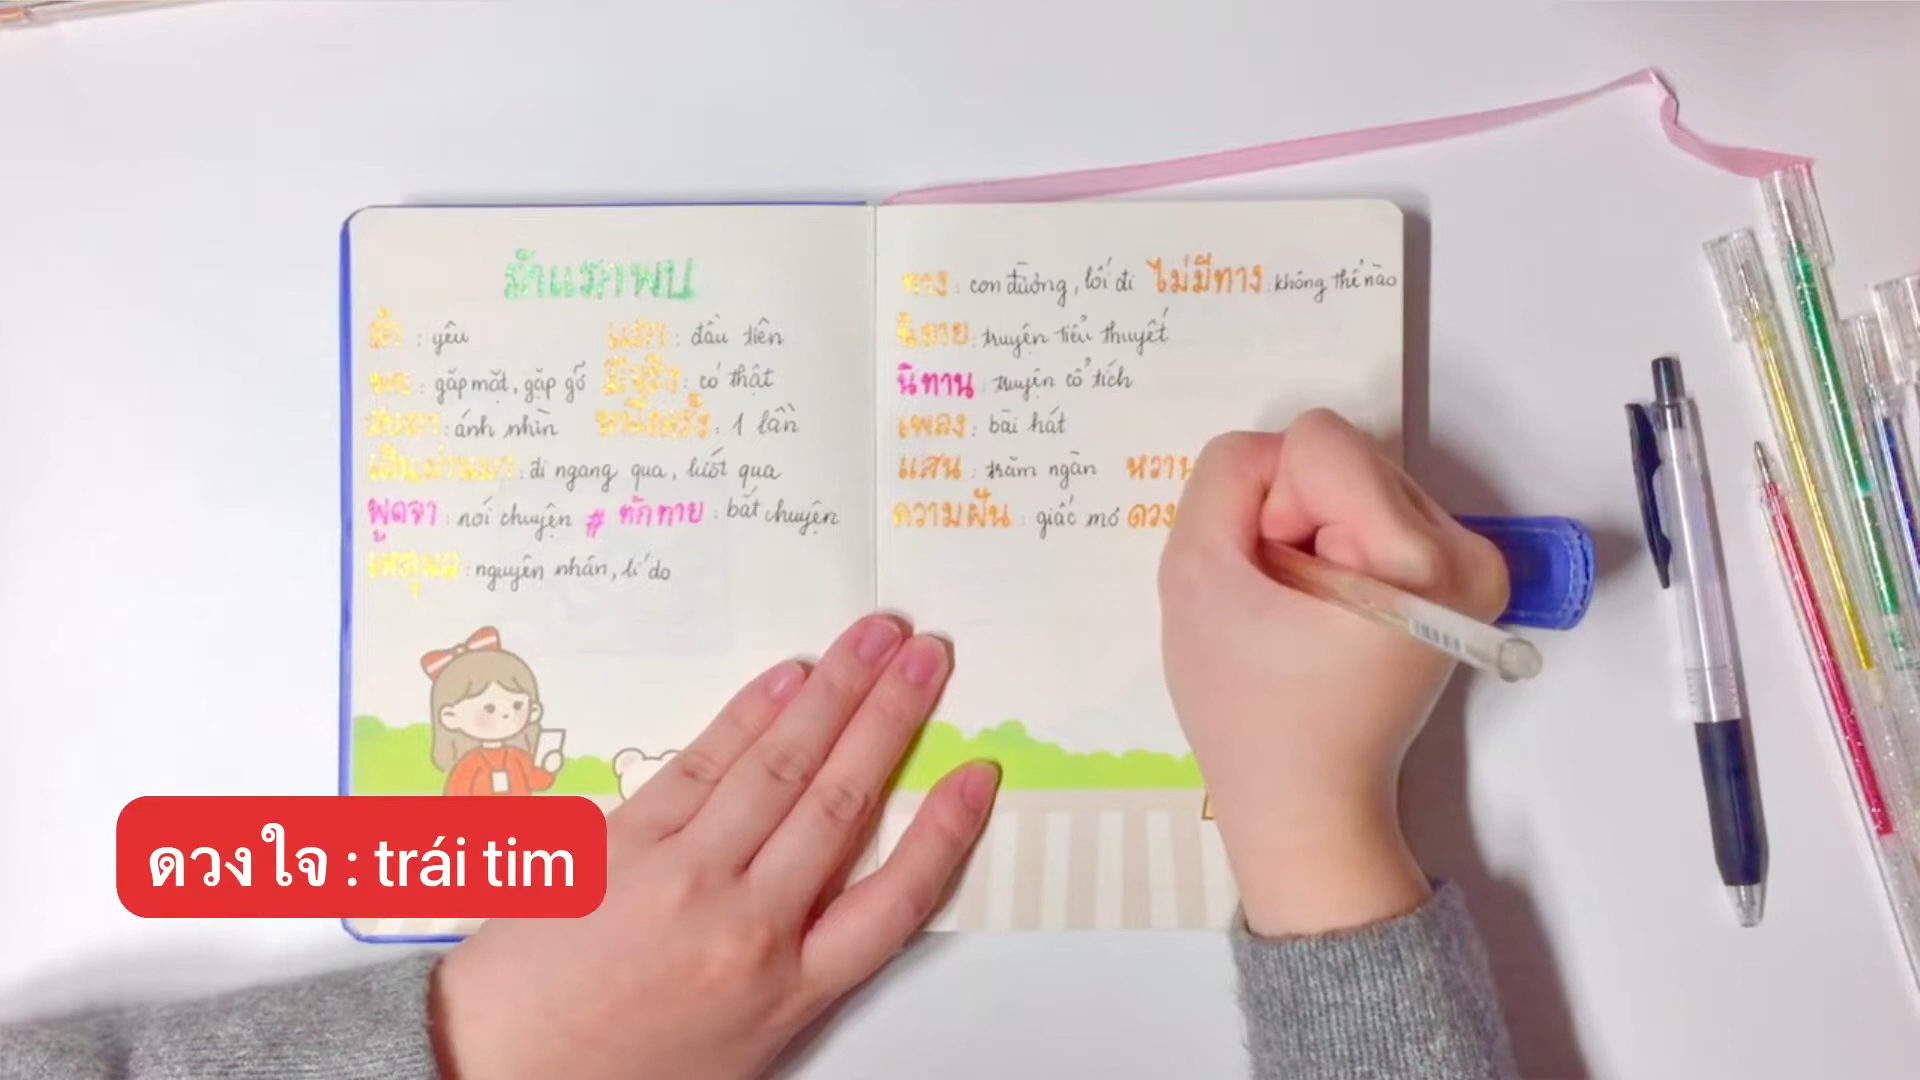 รักแรกพบ
รัก : yêu แรก : đầu tiên
พบ : gặp mặt, gặp gỡ มีจริง : có thật
สบตา : ánh nhìn หนึ่งครั้ง : 1 lần
เดินผ่านมา : đi ngang qua, lướt qua
พูดจา : nói chuyện # ทักทาย : bắt chuyện
เหตุผล : nguyên nhân, lí do
ทาง : con đường, lối đi ไม่มีทาง : không thể nào
นิยาย : truyện tiểu thuyết
นิทาน : truyện cổ tích
เพลง : bài hát
แสน : trăm ngàn หวาน
ความฝัน : giấc mơ ดวง
ดวงใจ : trái tim